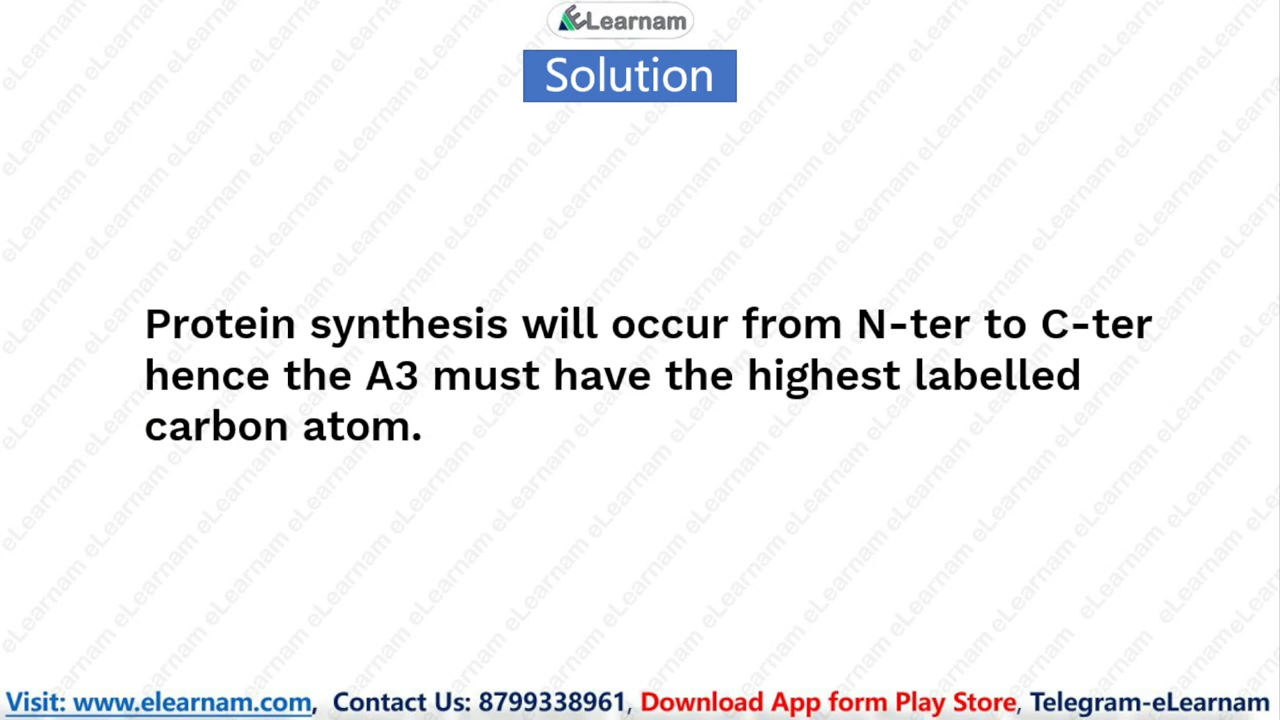 ELearnam
Solution
Protein synthesis will occur from N-ter to C-ter
hence the A3 must have the highest labelled
carbon atom.
Visit: www.elearnam.com, Contact Us: 8799338961, Download App form Play Store, Telegram-eLearnam